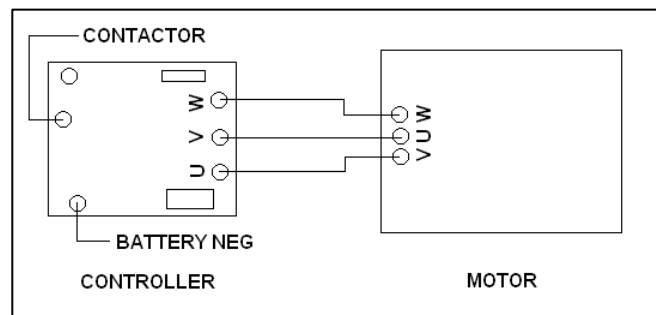 CONTACTOR
W
V
U
W
U
V
BATTERY NEG
CONTROLLER
MOTOR